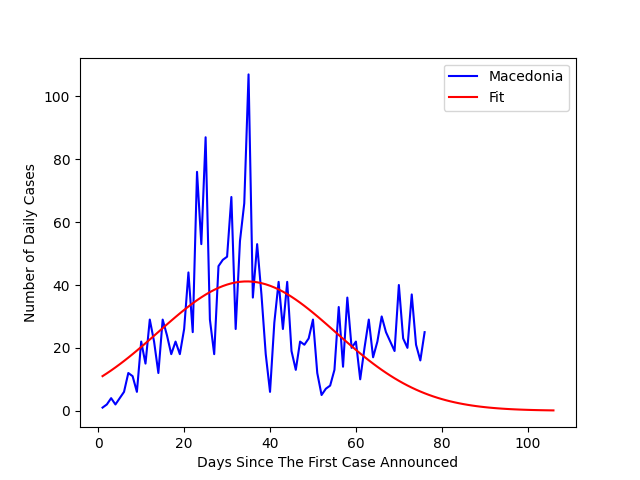 Macedonia
Fit
Number of Daily Cases
100
80
60
40
20
0
0 20 40 60 80 100
Days Since The First Case Announced